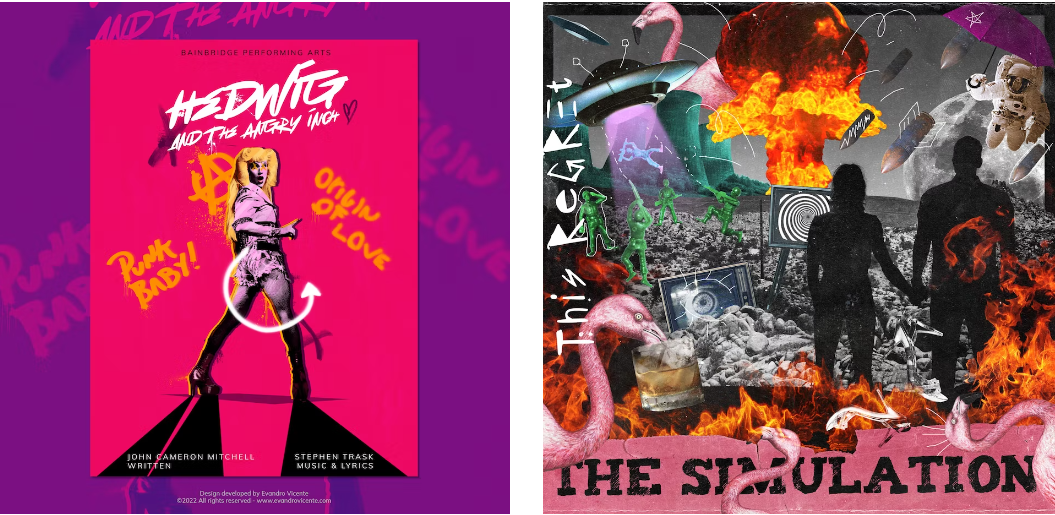 BAINBRIDGE PERFORMING ARTS
HEDWIG
AND THE ANGRY INCH
ORIGIN
OF
LOVE
PUNK
BABY!
JOHN CAMERON MITCHELL
WRITTEN
STEPHEN TRASK
MUSIC & LYRICS
Design developed by Evandro Vicente
©2022 All rights reserved - www.evandrovicente.com
This ReGREt
THE SIMULATION